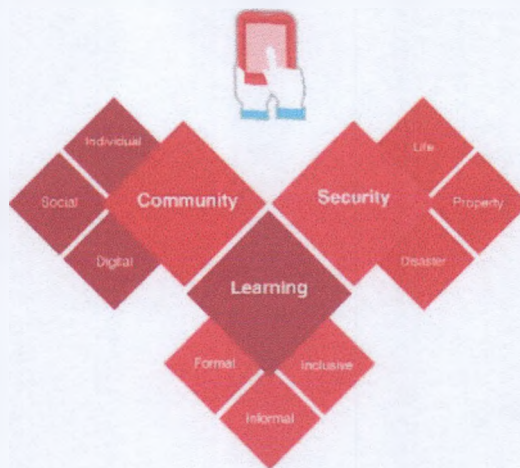 Individual
Social
Digital
Community
Security
Life
Property
Disaster
Learning
Formal
Inclusive
Informal